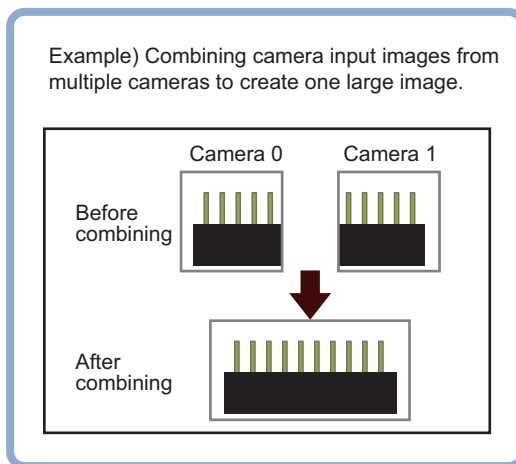 Example) Combining camera input images from
multiple cameras to create one large image.
Camera 0
Camera 1
Before
combining
After
combining